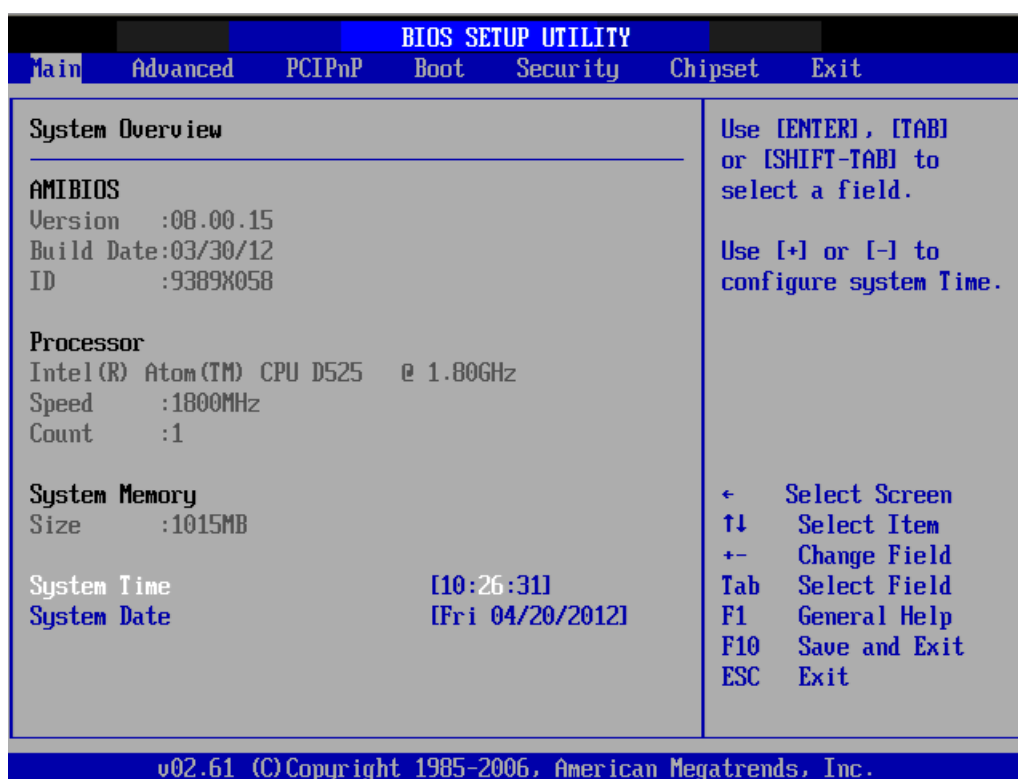 BIOS SETUP UTILITY
Main Advanced PCIPnP Boot Security Chipset Exit
System Overview
AMIBIOS
Version :08.00.15
Build Date:03/30/12
ID :9389X058
Processor
Intel(R) Atom(TM) CPU D525 @ 1.80GHz
Speed :1800MHz
Count :1
System Memory
Size :1015MB
System Time [10:26:31]
System Date [Fri 04/20/2012]
Use [ENTER], [TAB]
or [SHIFT-TAB] to
select a field.
Use [+] or [-] to
configure system Time.
← Select Screen
↑↓ Select Item
+- Change Field
Tab Select Field
F1 General Help
F10 Save and Exit
ESC Exit
v02.61 (C)Copyright 1985-2006, American Megatrends, Inc.